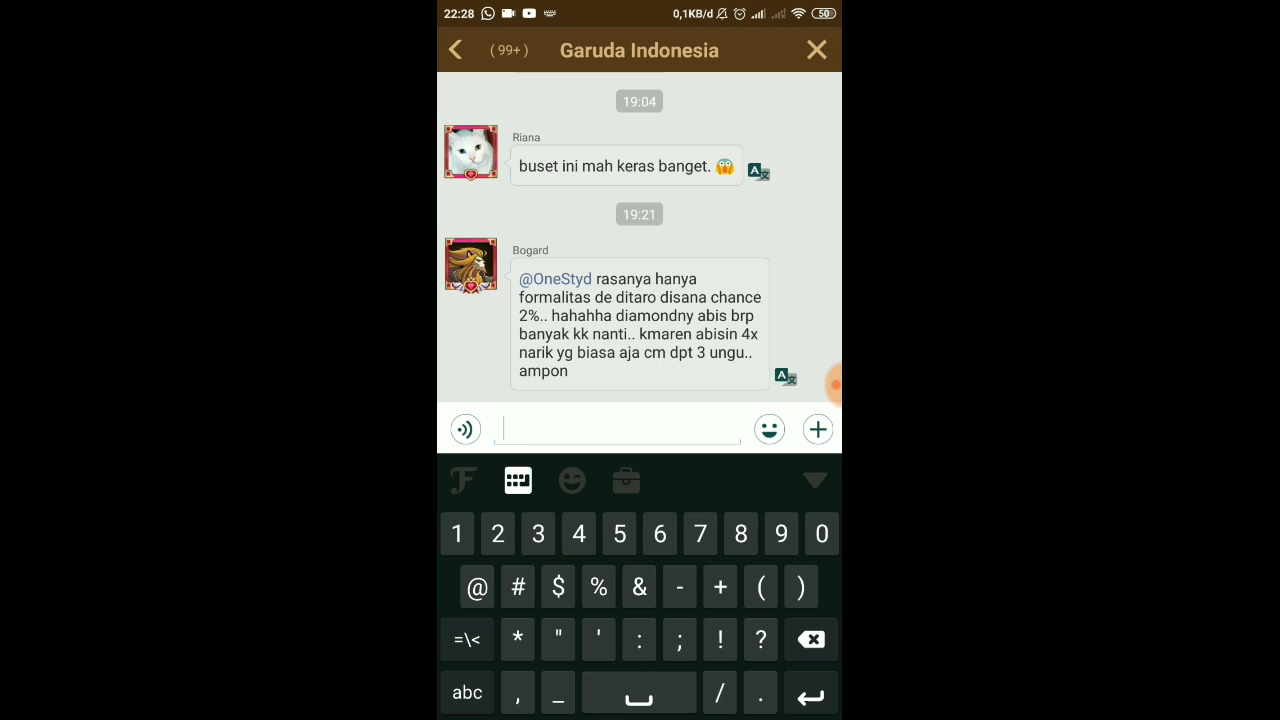 22:28 0,1KB/d 50
( 99+ ) Garuda Indonesia
19:04
Riana
buset ini mah keras banget. 😱
19:21
Bogard
@OneStyd rasanya hanya
formalitas de ditaro disana chance
2%.. hahahha diamondny abis brp
banyak kk nanti.. kmaren abisin 4x
narik yg biasa aja cm dpt 3 ungu..
ampon
1 2 3 4 5 6 7 8 9 0
@ # $ % & - + ( )
=\< * " ' : ; ! ?
abc , _ / .